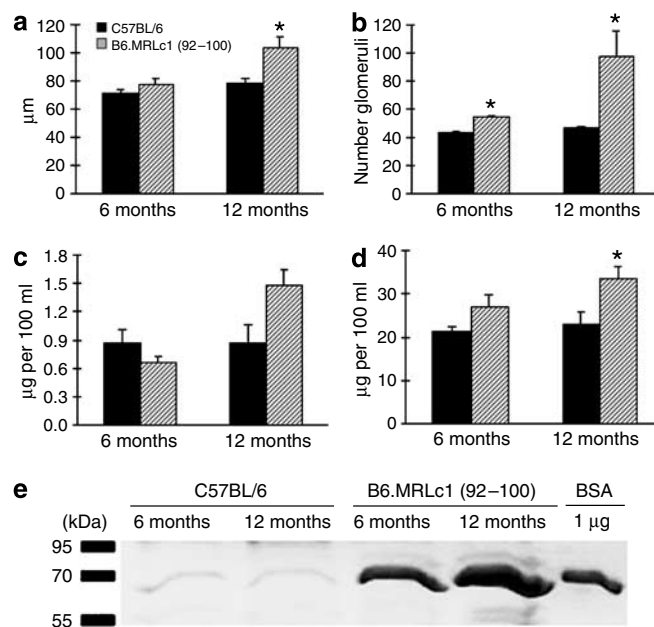 a
120
100
80
60
40
20
0
μm
C57BL/6
B6.MRLc1 (92–100)
*
6 months
12 months
b
120
100
80
60
40
20
0
Number glomeruli
*
*
6 months
12 months
c
1.8
1.5
1.2
0.9
0.6
0.3
0.0
μg per 100 ml
6 months
12 months
d
40
30
20
10
0
μg per 100 ml
*
6 months
12 months
e
C57BL/6
B6.MRLc1 (92–100)
BSA
(kDa)
6 months
12 months
6 months
12 months
1 μg
95
70
55